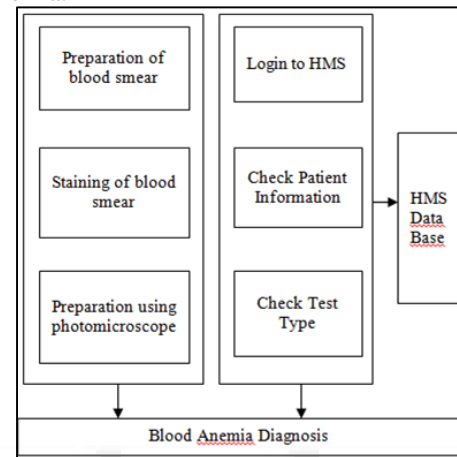 Preparation of
blood smear
Staining of blood
smear
Preparation using
photomicroscope
Login to HMS
Check Patient
Information
Check Test
Type
HMS
Data
Base
Blood Anemia Diagnosis